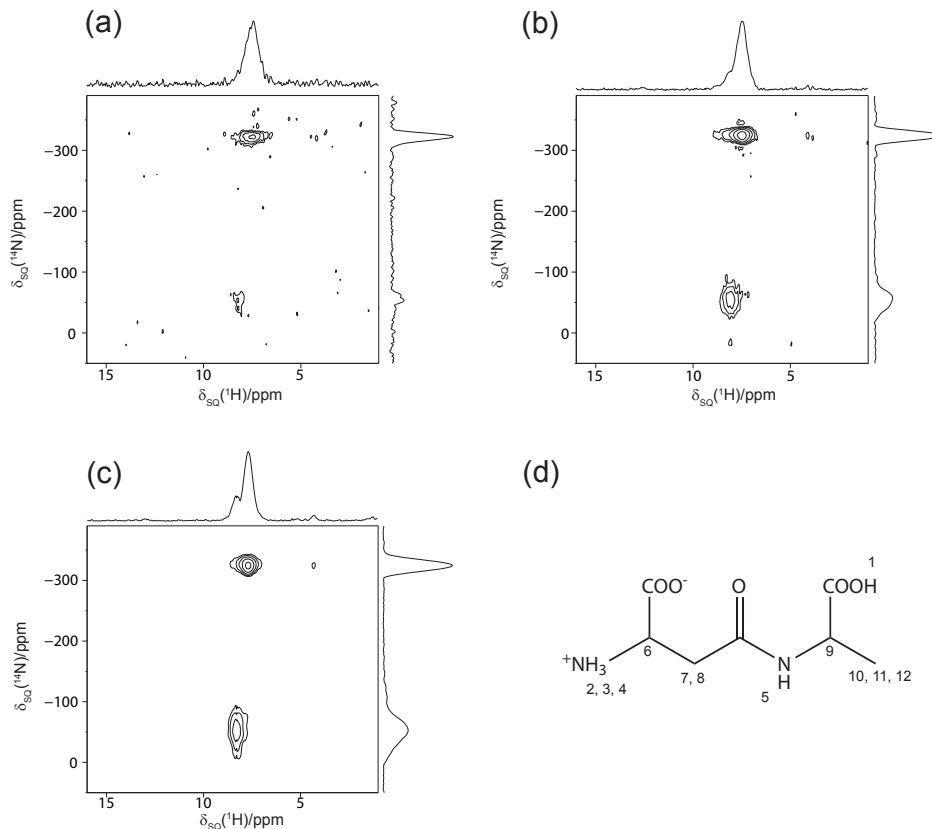 (a)
−300
−200
−100
0
δSQ(¹⁴N)/ppm
15
10
5
δSQ(¹H)/ppm
(b)
−300
−200
−100
0
δSQ(¹⁴N)/ppm
15
10
5
δSQ(¹H)/ppm
(c)
−300
−200
−100
0
δSQ(¹⁴N)/ppm
15
10
5
δSQ(¹H)/ppm
(d)
1
COO⁻
O
COOH
6
9
⁺NH₃
N
H
2, 3, 4
7, 8
5
10, 11, 12